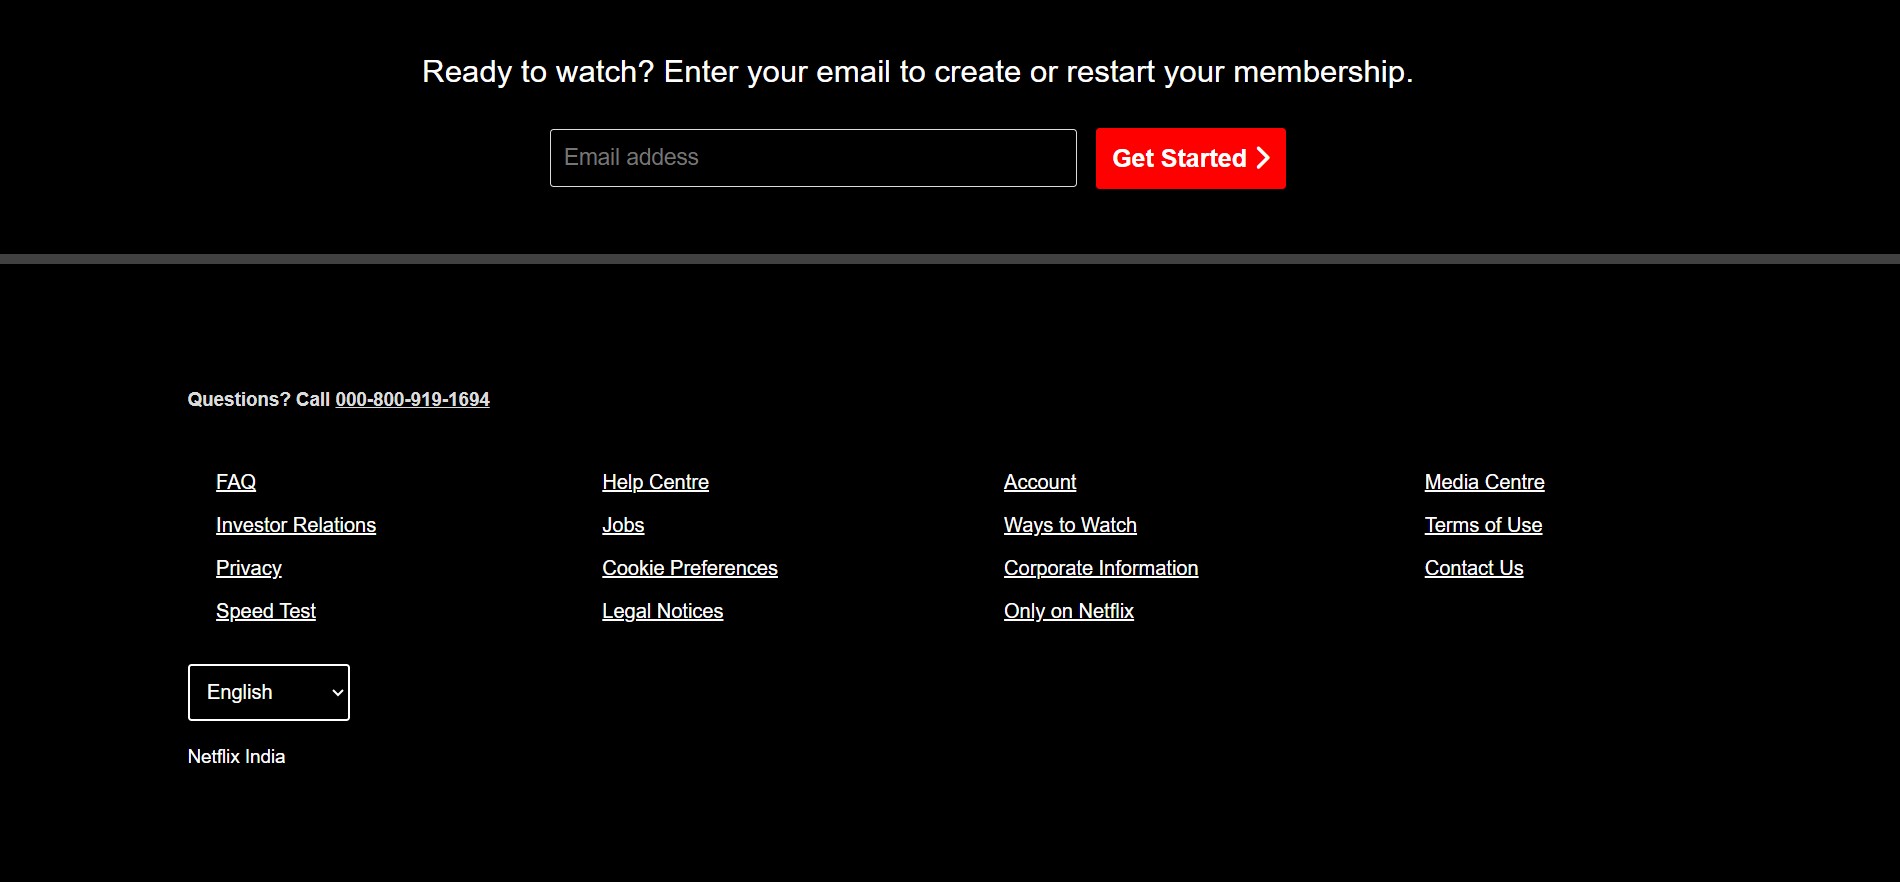 Ready to watch? Enter your email to create or restart your membership.
Email addess
Get Started
Questions? Call 000-800-919-1694
FAQ
Help Centre
Account
Media Centre
Investor Relations
Jobs
Ways to Watch
Terms of Use
Privacy
Cookie Preferences
Corporate Information
Contact Us
Speed Test
Legal Notices
Only on Netflix
English
Netflix India